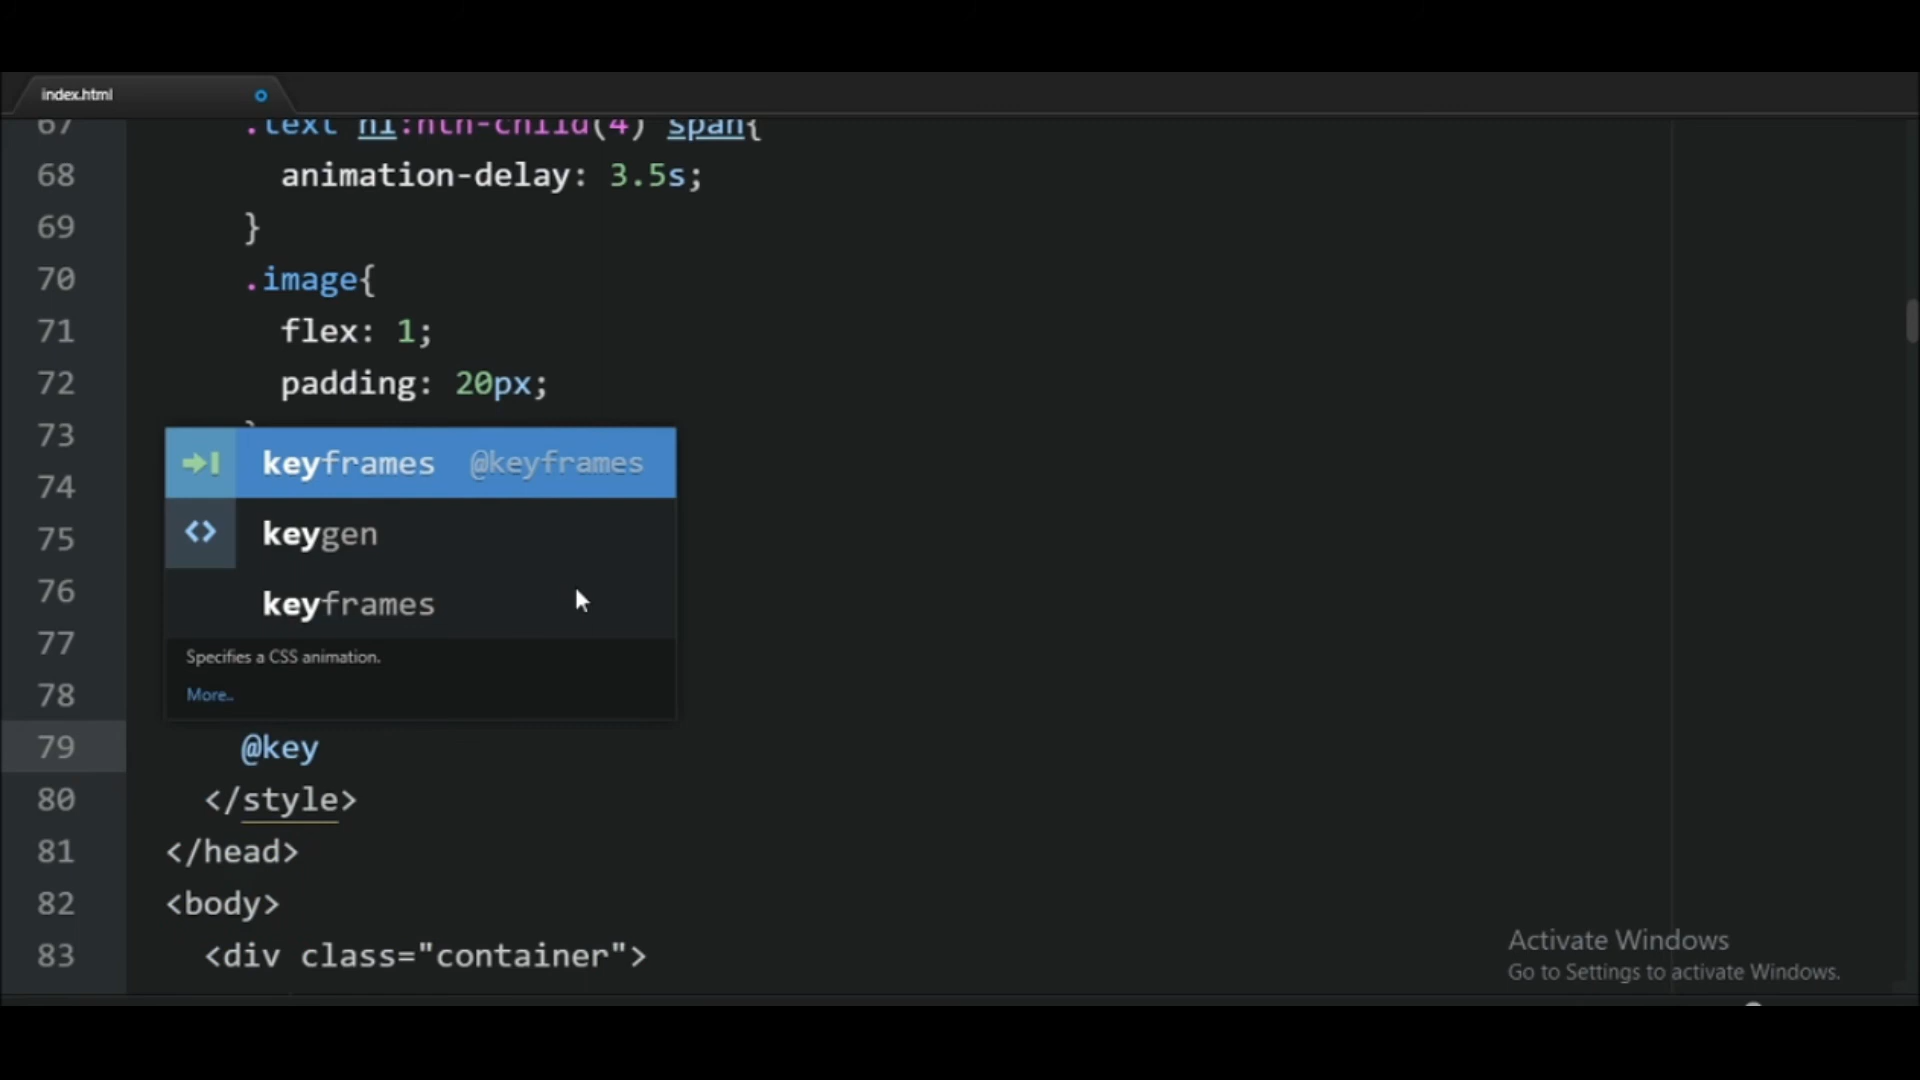 index.html
67 .text h1:nth-child(4) span{
68 animation-delay: 3.5s;
69 }
70 .image{
71 flex: 1;
72 padding: 20px;
73
74 keyframes @keyframes
75 keygen
76 keyframes
77 Specifies a CSS animation.
78 More..
79 @key
80 </style>
81 </head>
82 <body>
83 <div class="container">
Activate Windows
Go to Settings to activate Windows.